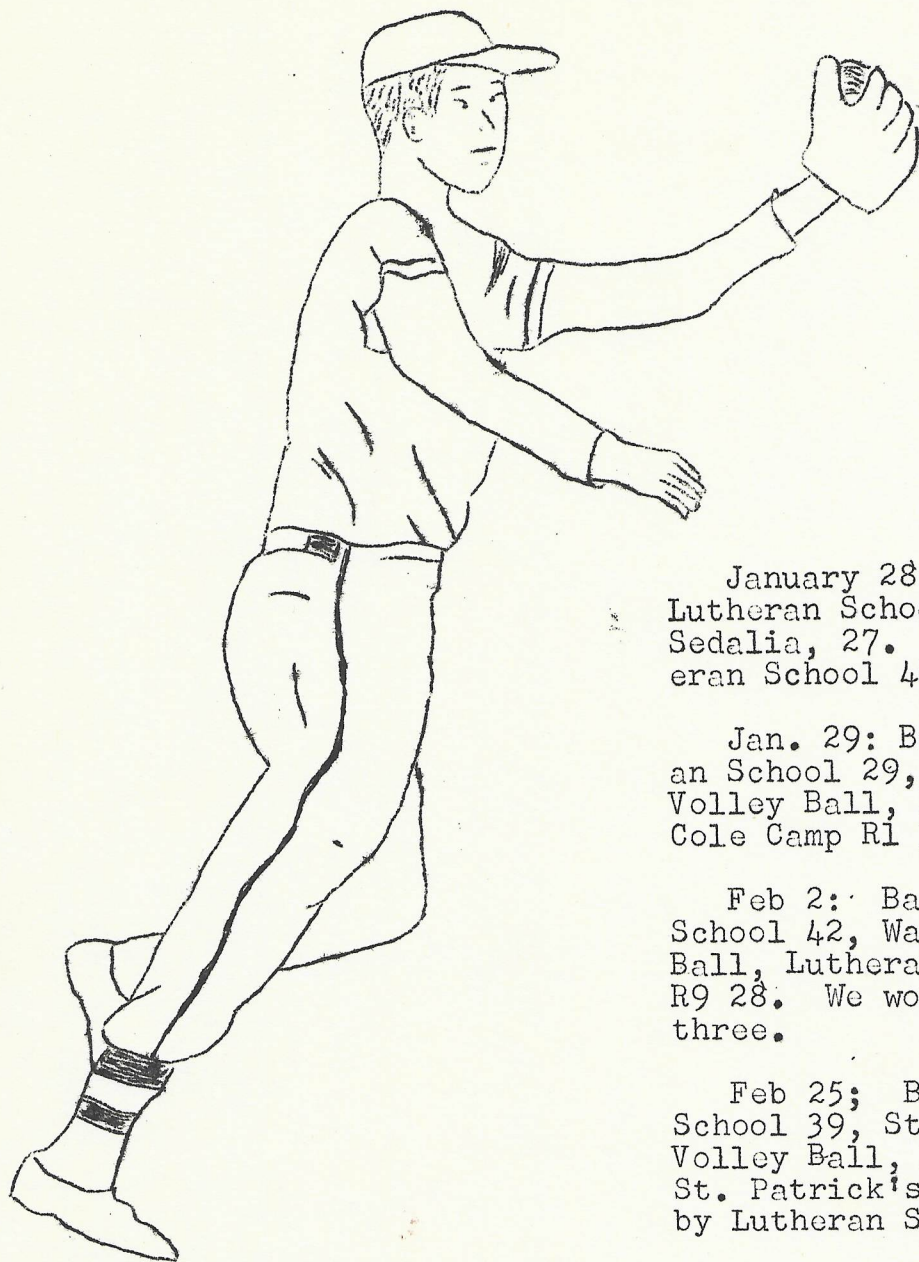 January 28
Lutheran Scho
Sedalia, 27.
eran School 4
Jan. 29: B
an School 29,
Volley Ball,
Cole Camp R1
Feb 2: Ba
School 42, Wa
Ball, Luthera
R9 28. We wo
three.
Feb 25; B
School 39, St
Volley Ball,
St. Patrick's
by Lutheran S